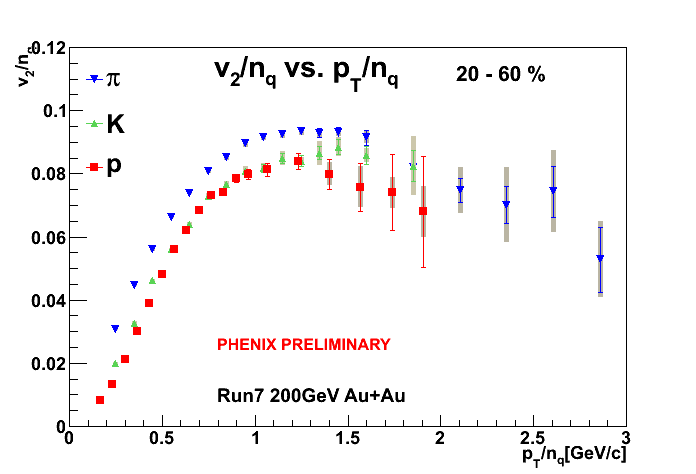 v2/nq vs. pT/nq
20 - 60 %
v2/nq
π
K
p
0.12
0.1
0.08
0.06
0.04
0.02
0
PHENIX PRELIMINARY
Run7 200GeV Au+Au
0 0.5 1 1.5 2 2.5 3
pT/nq[GeV/c]